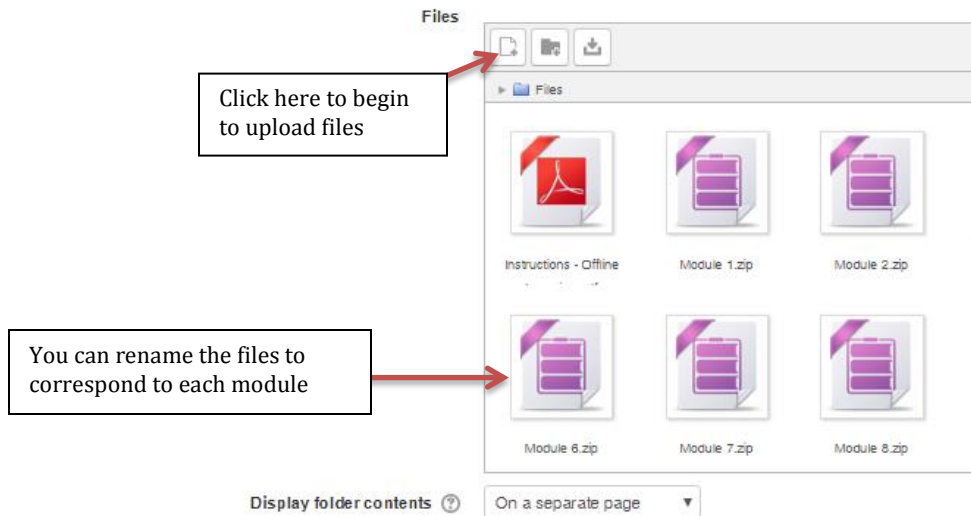 Files
Click here to begin
to upload files
Files
Instructions - Offline
Module 1.zip
Module 2.zip
You can rename the files to
correspond to each module
Module 6.zip
Module 7.zip
Module 8.zip
Display folder contents ?
On a separate page